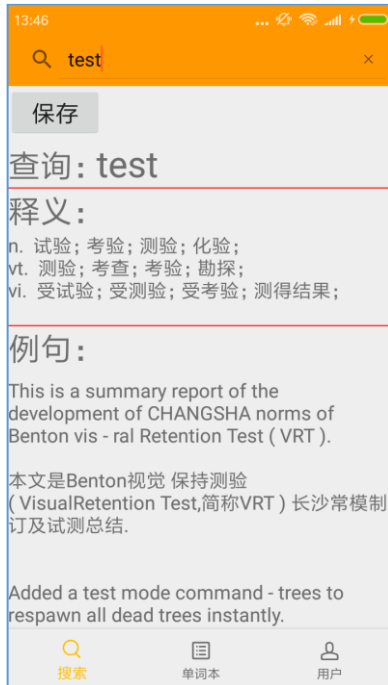 13:46
test
保存
查询：test
释义：
n. 试验；考验；测验；化验；
vt. 测验；考查；考验；勘探；
vi. 受试验；受测验；受考验；测得结果；
例句：
This is a summary report of the
development of CHANGSHA norms of
Benton vis - ral Retention Test ( VRT ).
本文是Benton视觉 保持测验
( VisualRetention Test,简称VRT ) 长沙常模制
订及试测总结.
Added a test mode command - trees to
respawn all dead trees instantly.
搜索
单词本
用户